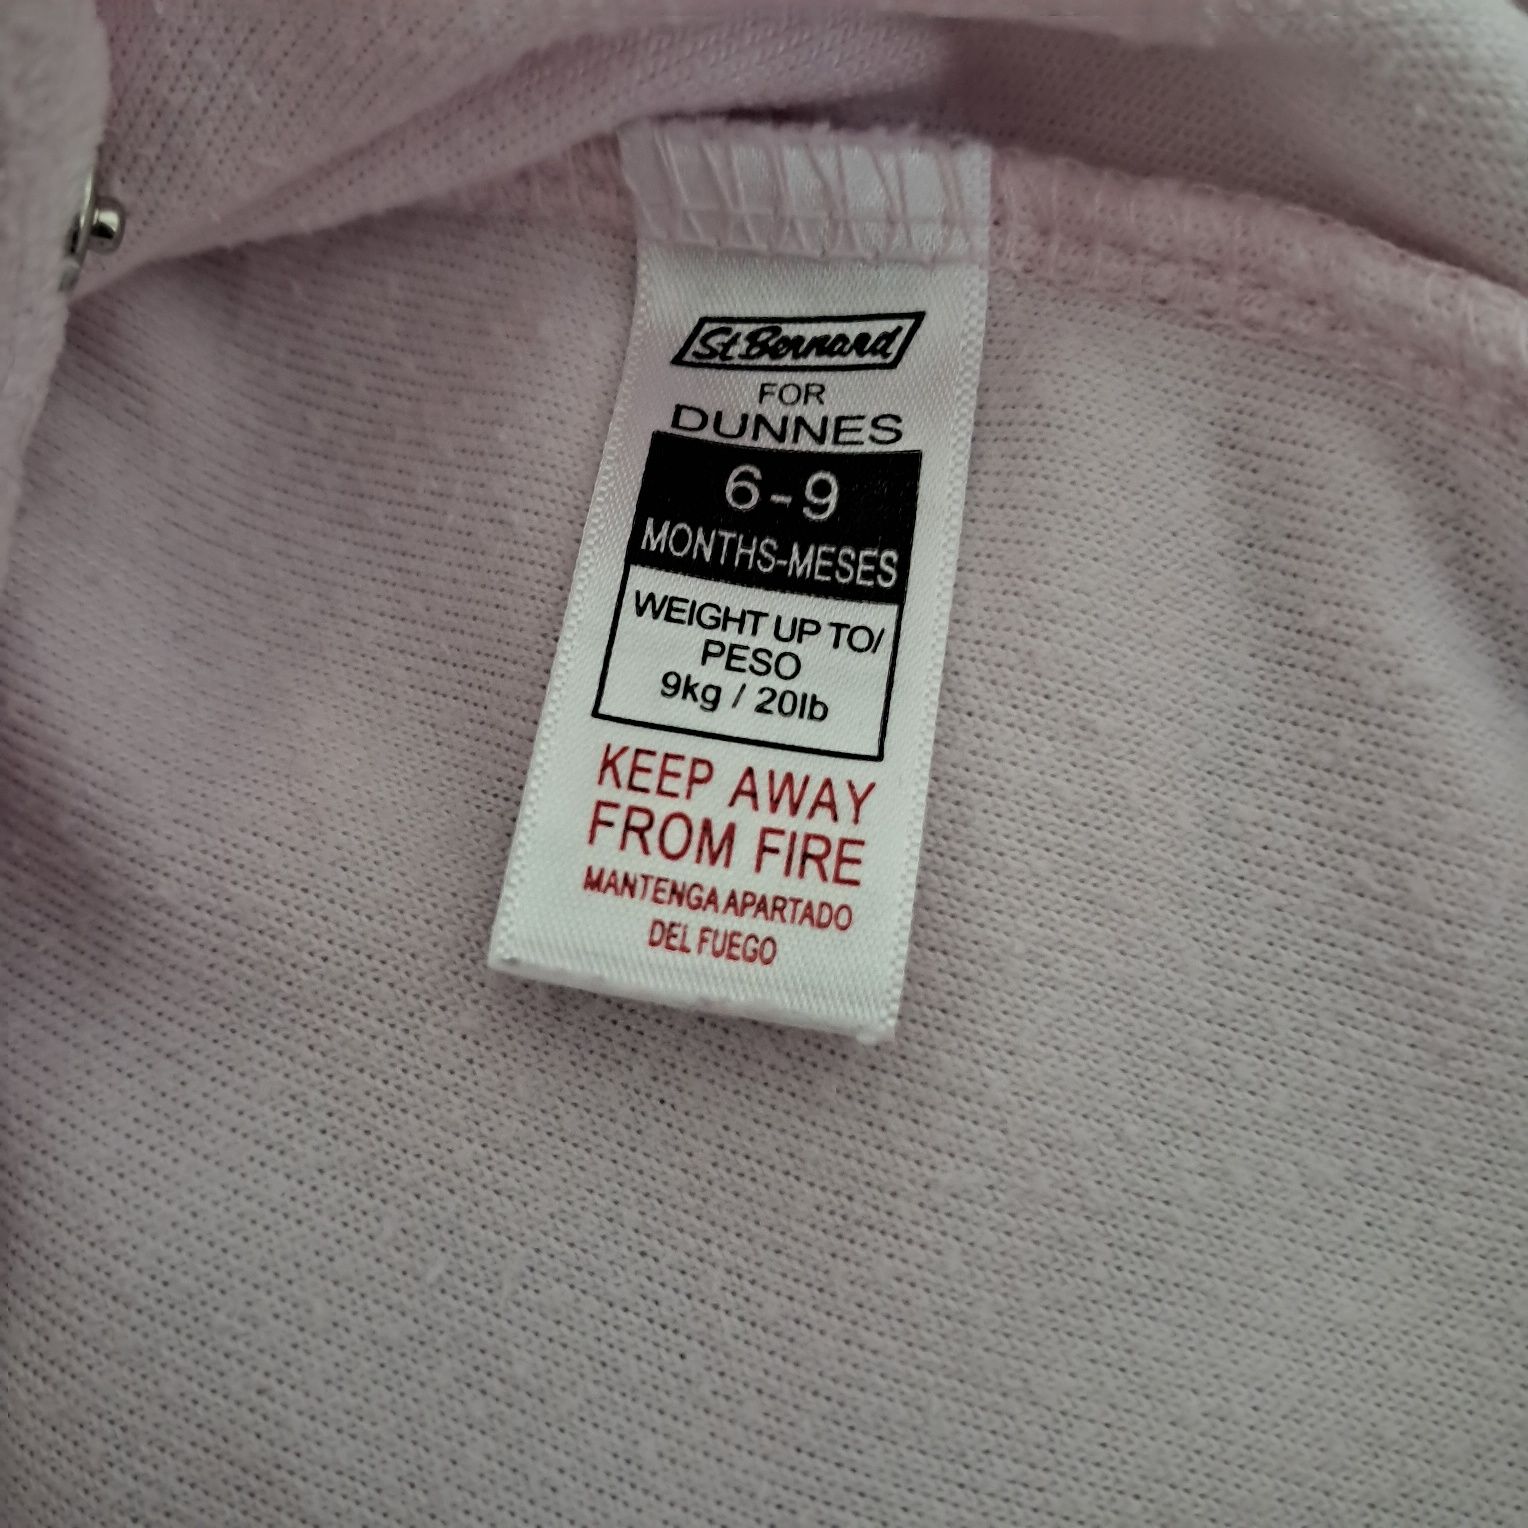 St Bernard
FOR
DUNNES
6-9
MONTHS-MESES
WEIGHT UP TO/
PESO
9kg / 20lb
KEEP AWAY
FROM FIRE
MANTENGA APARTADO
DEL FUEGO